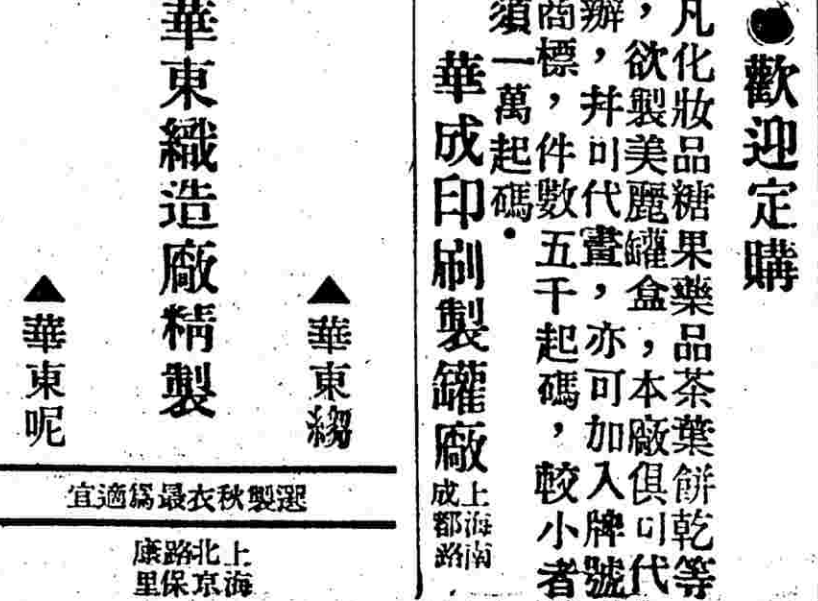 ●歡迎定購
凡化妝品糖果藥品茶葉餅乾等
，欲製美麗罐盒，本廠俱可代
辦，幷可代畫，亦可加入牌號
商標，件數五千起碼，較小者
須一萬起碼．
華成印刷製罐廠
上海南
成都路
▲華東縐
華東織造廠精製
▲華東呢
選製秋衣最爲適宜
上海
北京
路保
康里